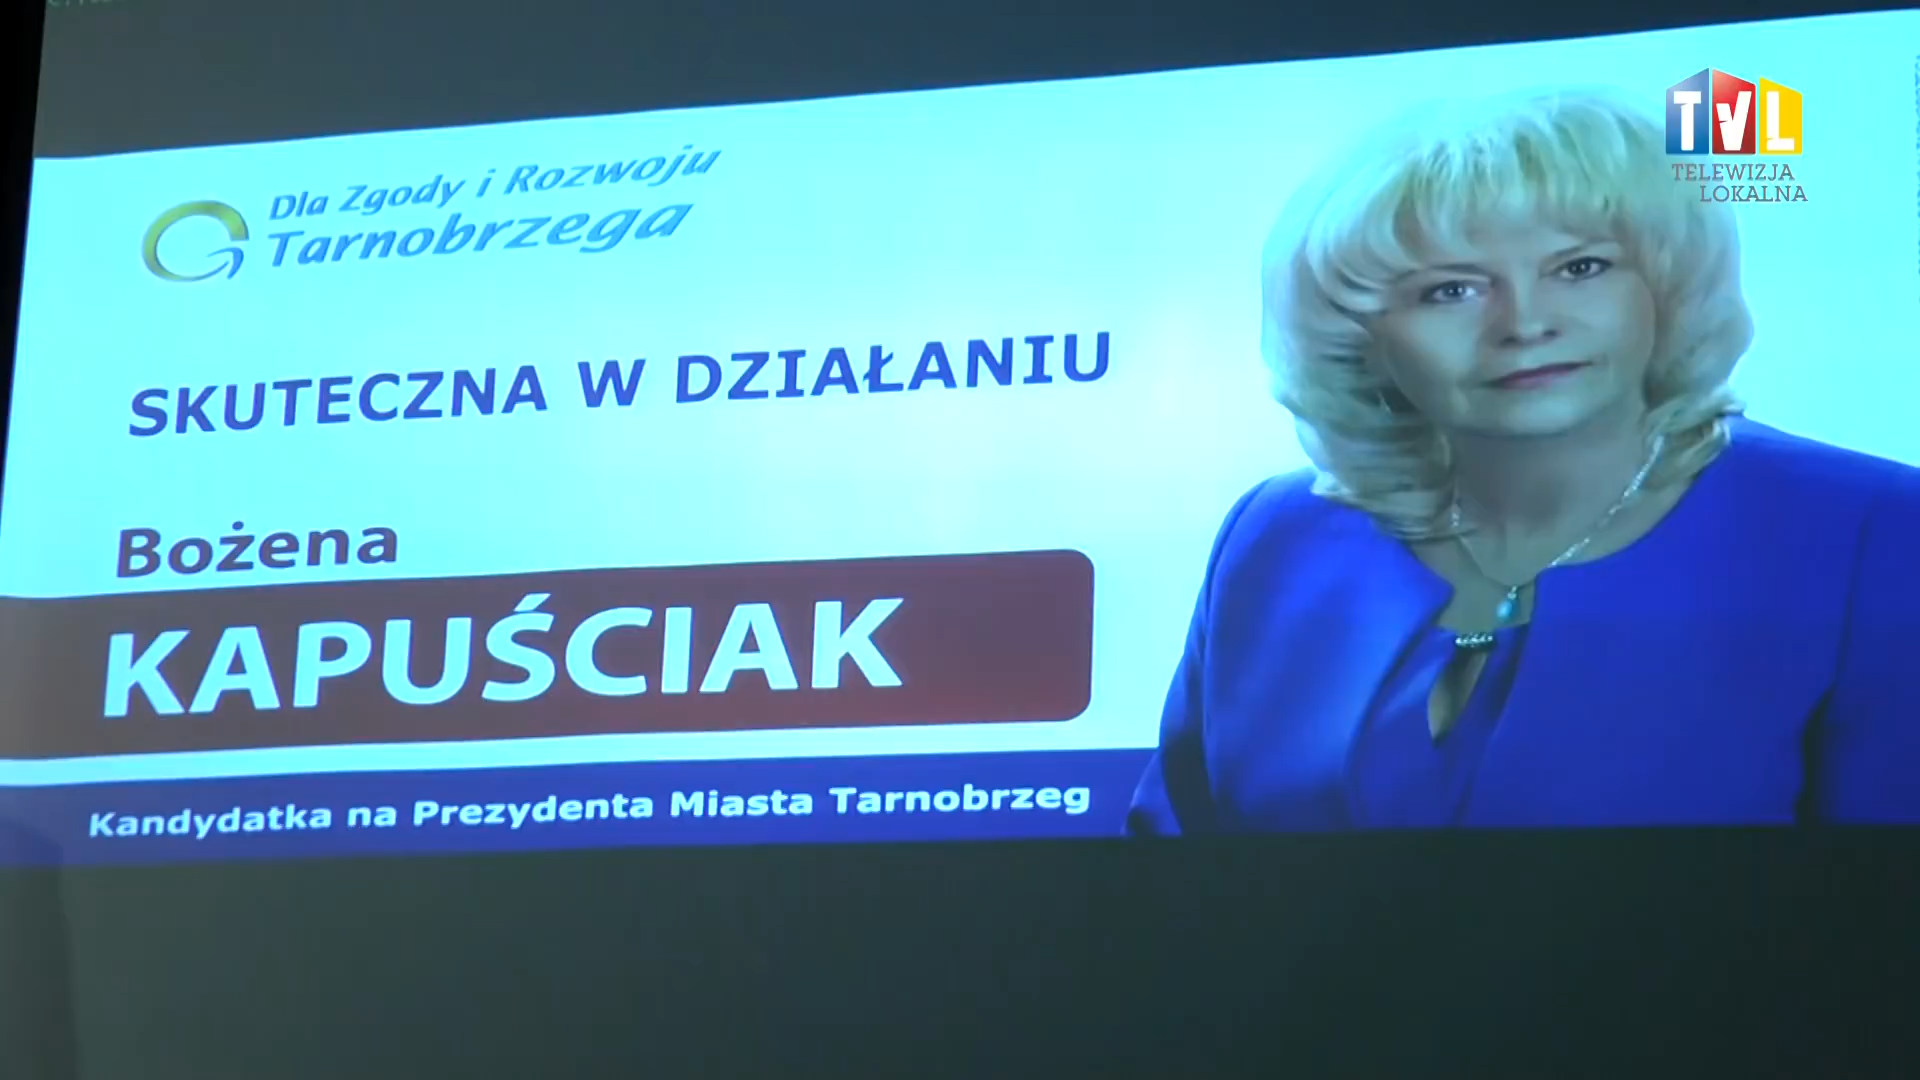 Dla Zgody i Rozwoju
Tarnobrzega
SKUTECZNA W DZIAŁANIU
Bożena
KAPUŚCIAK
Kandydatka na Prezydenta Miasta Tarnobrzeg
TVL
TELEWIZJA
LOKALNA